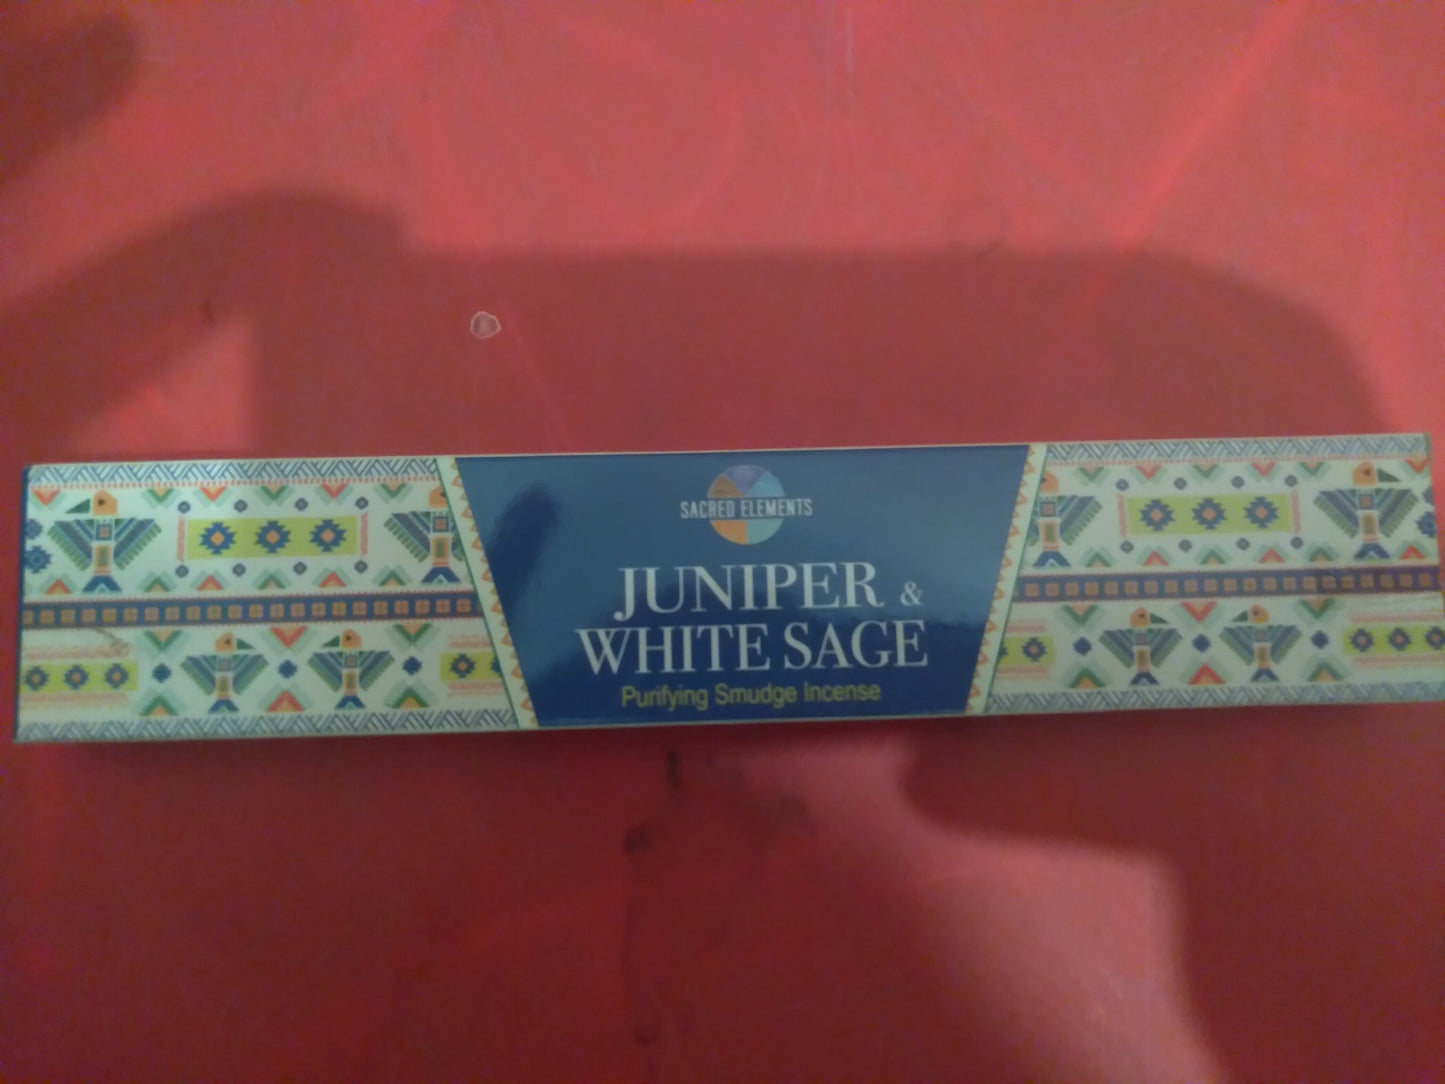 SACRED ELEMENTS
JUNIPER &
WHITE SAGE
Purifying Smudge Incense